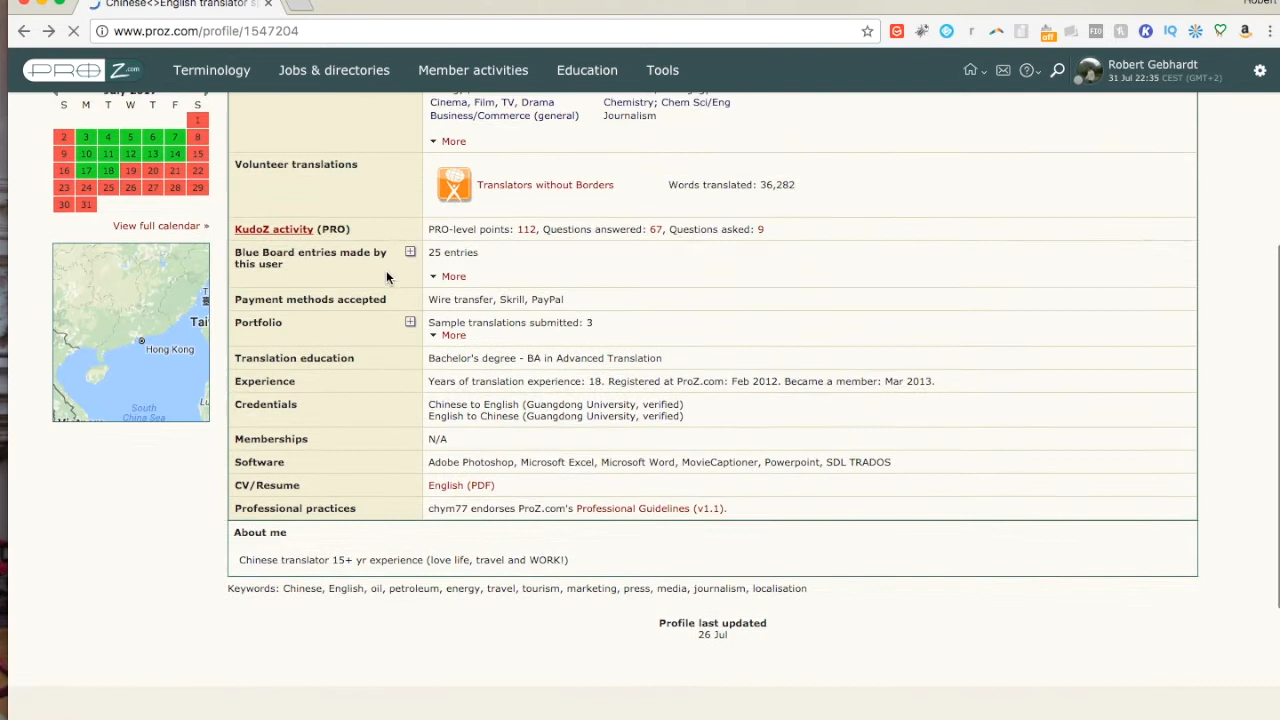 Chinese<>English translator s
Robert
www.proz.com/profile/1547204
PROZ.com
Terminology
Jobs & directories
Member activities
Education
Tools
Robert Gebhardt
31 Jul 22:35 CEST (GMT+2)
S M T W T F S
1
2 3 4 5 6 7 8
9 10 11 12 13 14 15
16 17 18 19 20 21 22
23 24 25 26 27 28 29
30 31
View full calendar »
Hong Kong
South
Cinema, Film, TV, Drama
Chemistry; Chem Sci/Eng
Business/Commerce (general)
Journalism
More
Volunteer translations
Translators without Borders
Words translated: 36,282
KudoZ activity (PRO)
PRO-level points: 112, Questions answered: 67, Questions asked: 9
Blue Board entries made by
this user
25 entries
More
Payment methods accepted
Wire transfer, Skrill, PayPal
Portfolio
Sample translations submitted: 3
More
Translation education
Bachelor's degree - BA in Advanced Translation
Experience
Years of translation experience: 18. Registered at ProZ.com: Feb 2012. Became a member: Mar 2013.
Credentials
Chinese to English (Guangdong University, verified)
English to Chinese (Guangdong University, verified)
Memberships
N/A
Software
Adobe Photoshop, Microsoft Excel, Microsoft Word, MovieCaptioner, Powerpoint, SDL TRADOS
CV/Resume
English (PDF)
Professional practices
chym77 endorses ProZ.com's Professional Guidelines (v1.1).
About me
Chinese translator 15+ yr experience (love life, travel and WORK!)
Keywords: Chinese, English, oil, petroleum, energy, travel, tourism, marketing, press, media, journalism, localisation
Profile last updated
26 Jul